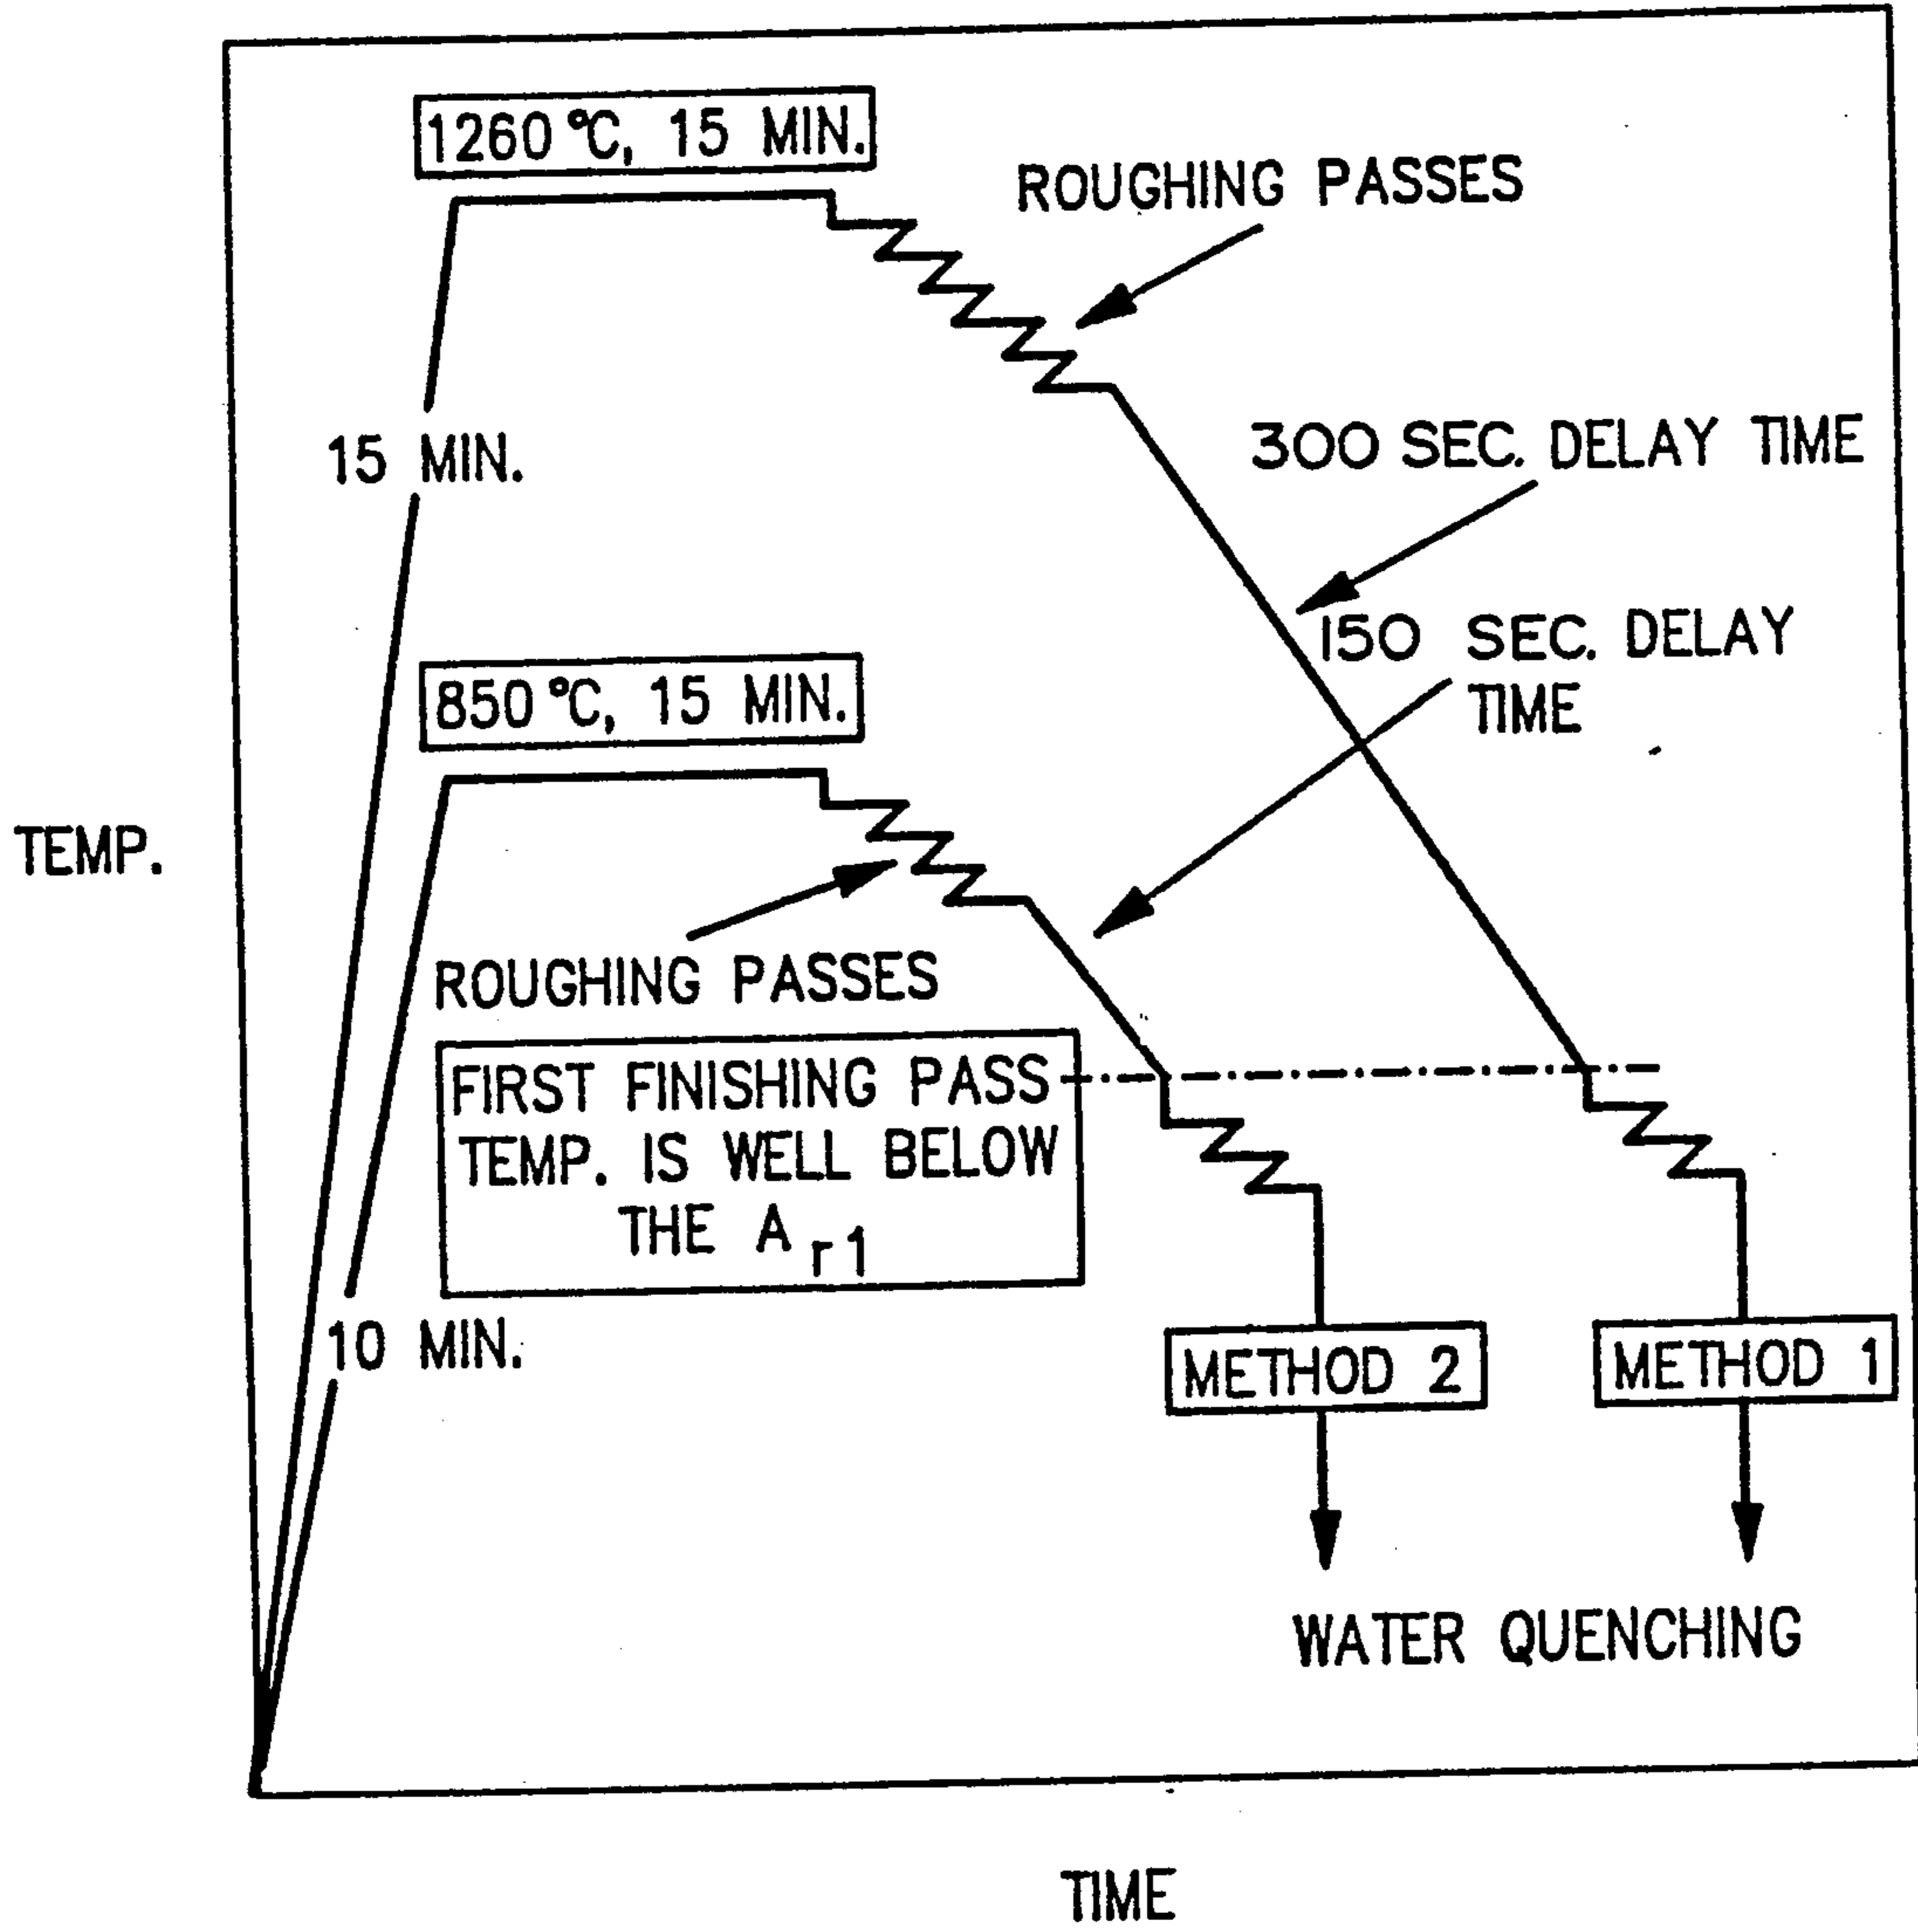 1260 °C, 15 MIN.
ROUGHING PASSES
15 MIN.
300 SEC. DELAY TIME
150 SEC. DELAY
TIME
850 °C, 15 MIN.
TEMP.
ROUGHING PASSES
FIRST FINISHING PASS
TEMP. IS WELL BELOW
THE A r1
10 MIN.
METHOD 2
METHOD 1
WATER QUENCHING
TIME